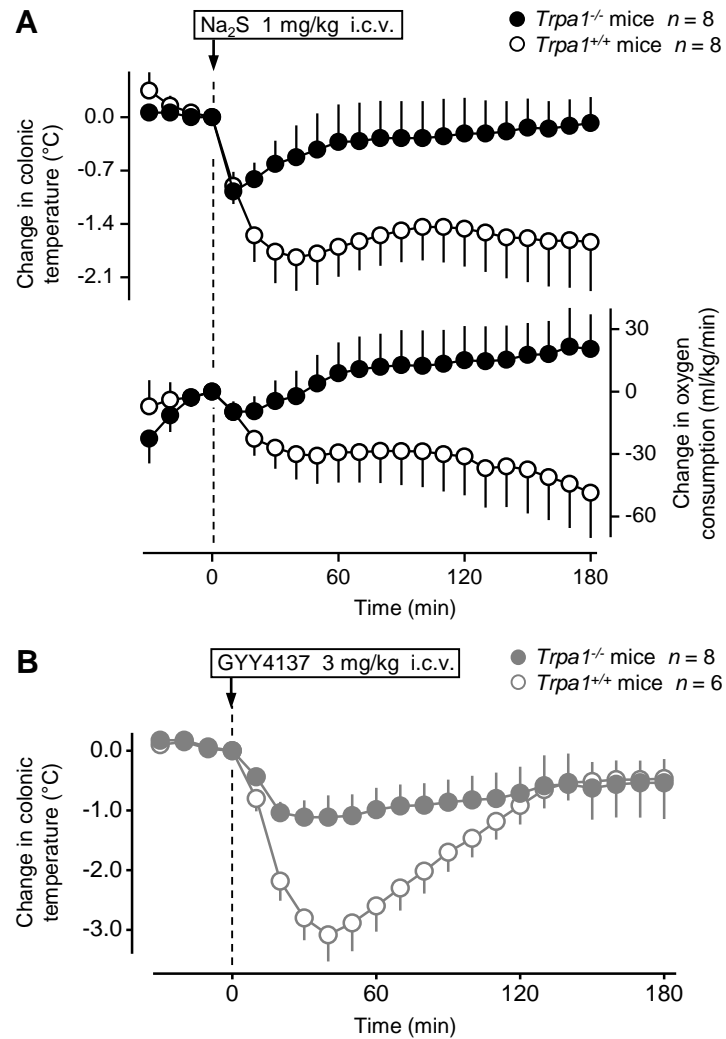 A
Na₂S 1 mg/kg i.c.v.
Trpa1⁻/⁻ mice n = 8
Trpa1⁺/⁺ mice n = 8
Change in colonic
temperature (°C)
0.0
-0.7
-1.4
-2.1
30
0
-30
-60
Change in oxygen
consumption (ml/kg/min)
0
60
120
180
Time (min)
B
GYY4137 3 mg/kg i.c.v.
Trpa1⁻/⁻ mice n = 8
Trpa1⁺/⁺ mice n = 6
Change in colonic
temperature (°C)
0.0
-1.0
-2.0
-3.0
0
60
120
180
Time (min)